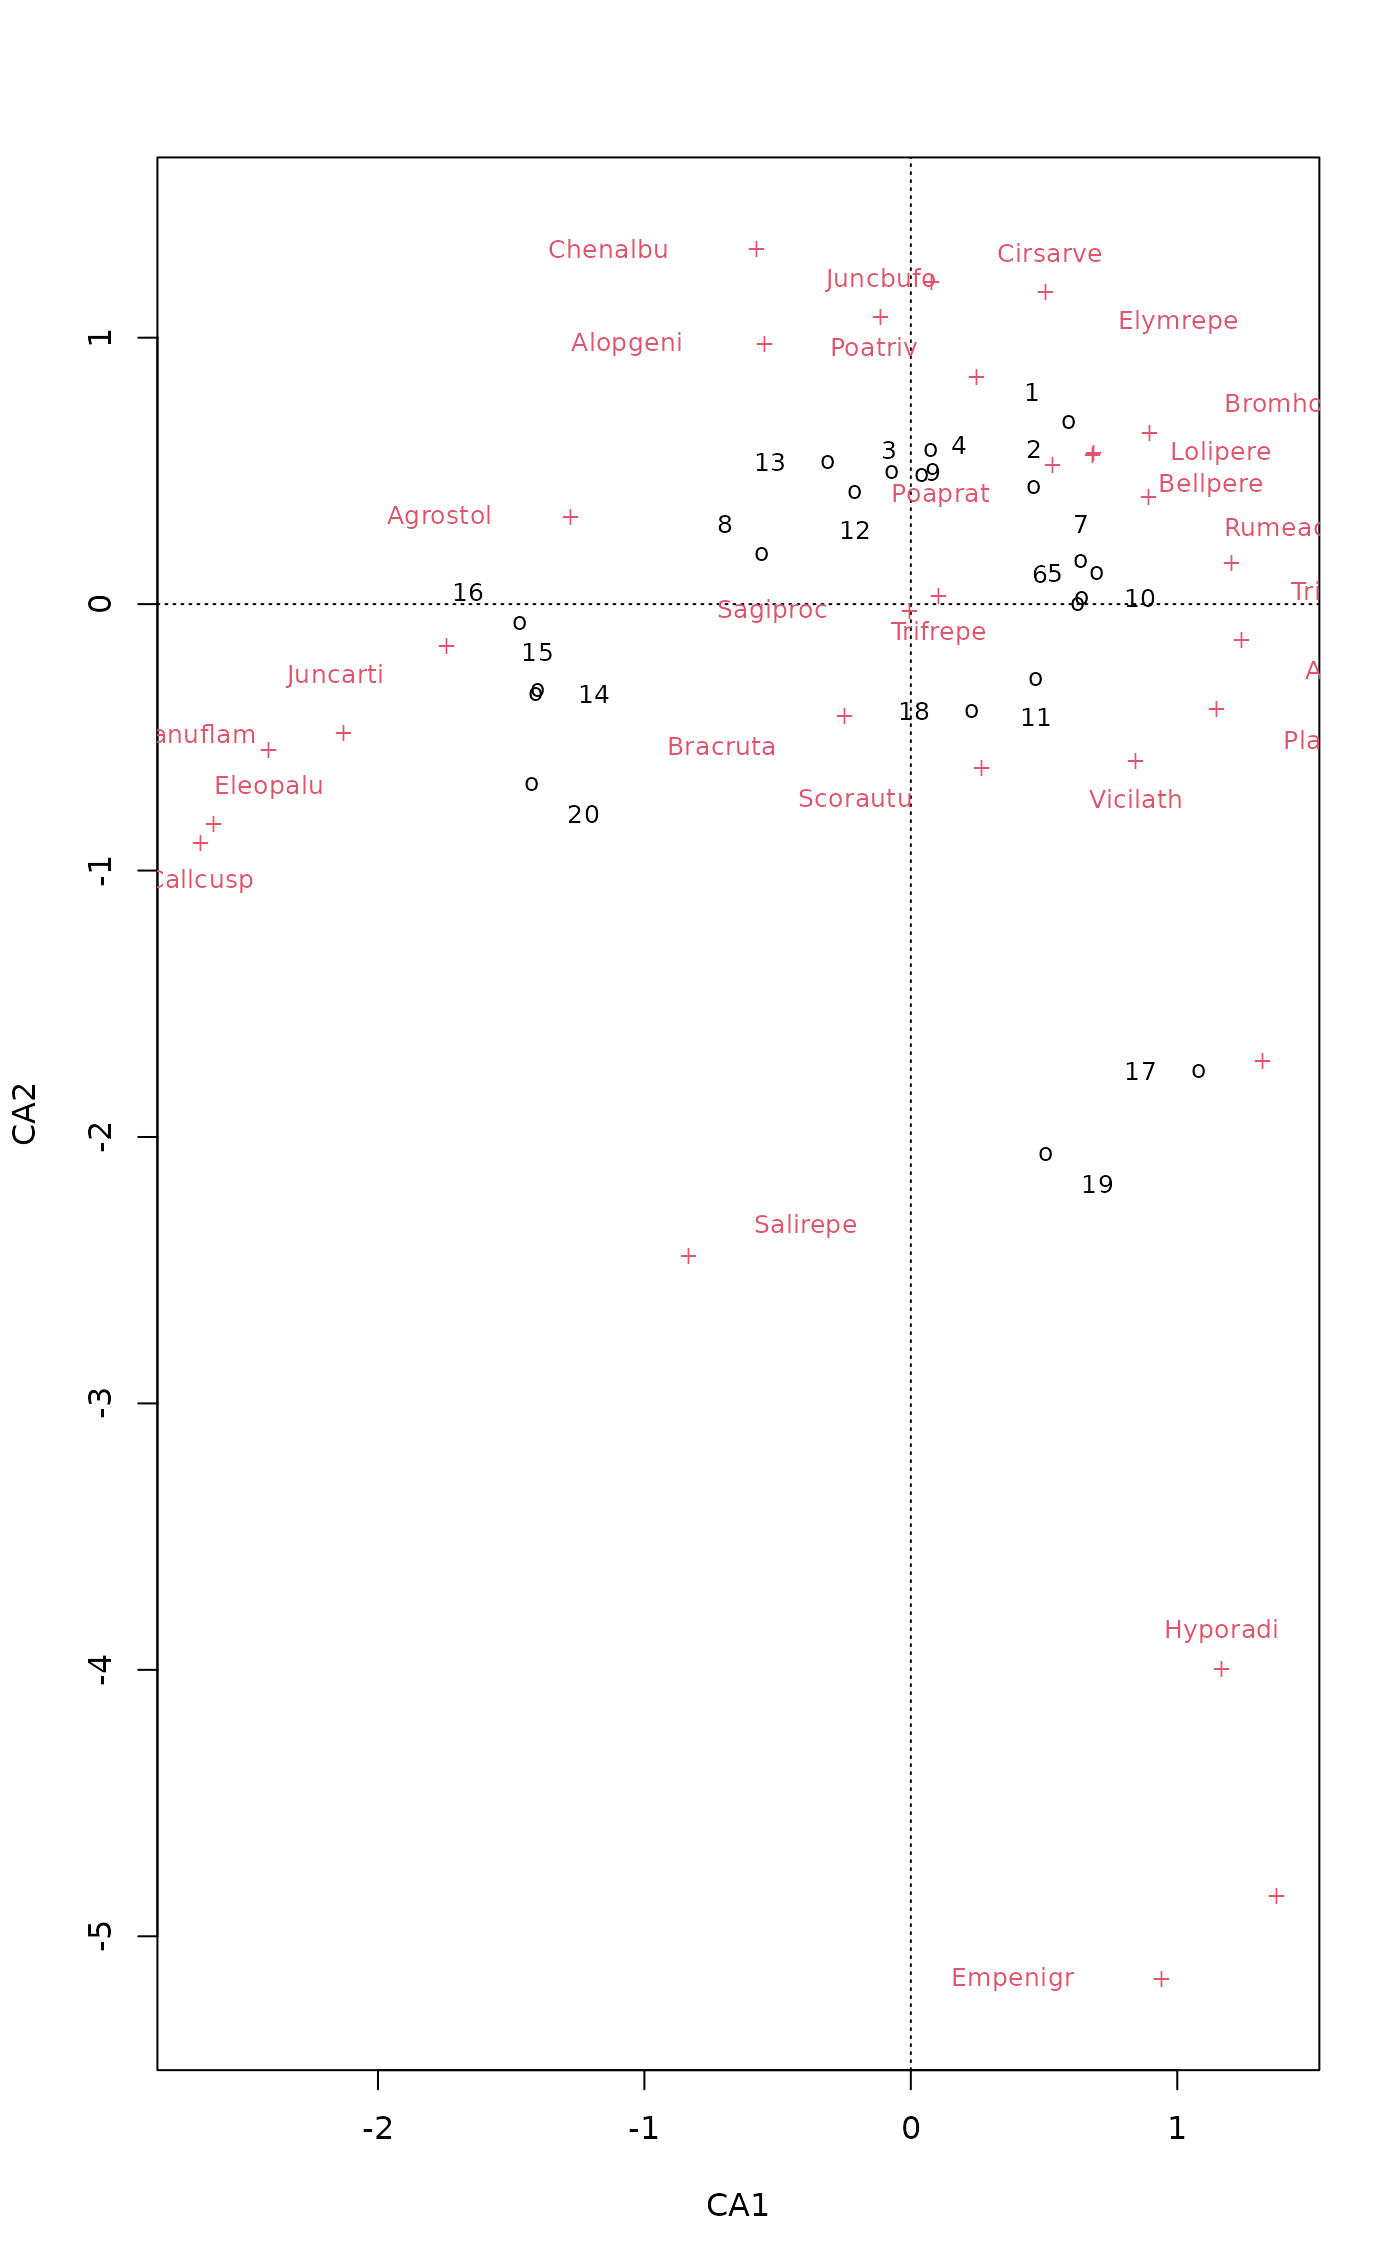 Chenalbu
Cirsarve
Juncbufo
Elymrepe
1
Alopgeni
Poatriv
1
Bromho
3
4
2
Lolipere
13
9
Bellpere
Poaprat
Agrostol
8
12
7
Rumeac
65
16
10
Tri
0
Sagiproc
Trifrepe
15
Juncarti
A
14
18
11
anuflam
Pla
Bracruta
Eleopalu
Scorautu
Vicilath
20
-1
allcusp
17
CA2
-2
19
Salirepe
-3
Hyporadi
-4
-5
Empenigr
-2
-1
0
1
CA1